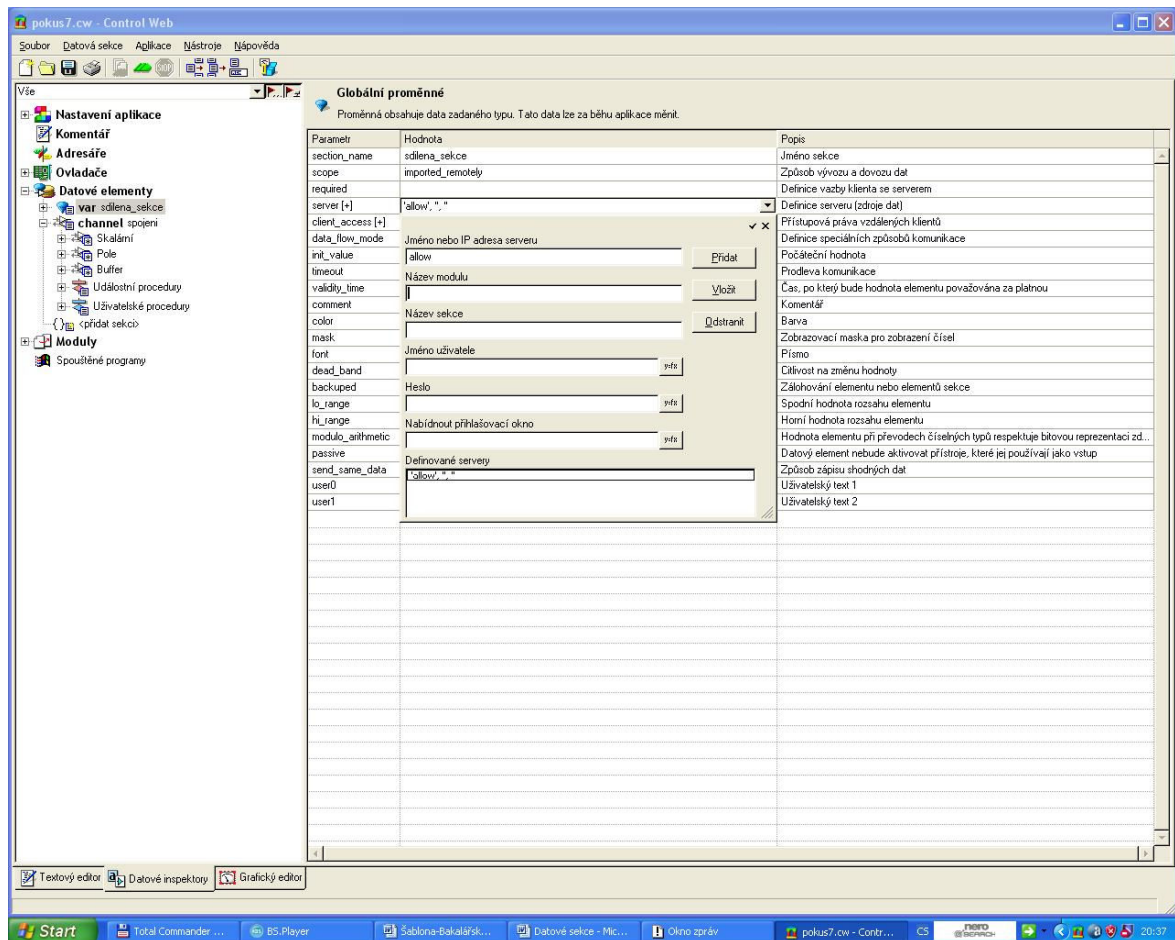 pokus7.cw - Control Web
Soubor Datová sekce Aplikace Nástroje Nápověda
Vše
Nastavení aplikace
Komentář
Adresáře
Ovladače
Datové elementy
var sdilena_sekce
channel spojeni
Skalární
Pole
Buffer
Událostní procedury
Uživatelské procedury
<přidat sekci>
Moduly
Spouštěné programy
Globální proměnné
Proměnná obsahuje data zadaného typu. Tato data lze za běhu aplikace měnit.
Parametr Hodnota Popis
section_name sdilena_sekce Jméno sekce
scope imported_remotely Způsob vývozu a dovozu dat
required Definice vazby klienta se serverem
server [+] 'allow', '', '' Definice serveru (zdroje dat)
client_access [+] Přístupová práva vzdálených klientů
data_flow_mode Definice speciálních způsobů komunikace
init_value Počáteční hodnota
timeout Prodleva komunikace
validity_time Čas, po který bude hodnota elementu považována za platnou
comment Komentář
color Barva
mask Zobrazovací maska pro zobrazení čísel
font Písmo
dead_band Citlivost na změnu hodnoty
backuped Zálohování elementu nebo elementů sekce
lo_range Spodní hodnota rozsahu elementu
hi_range Horní hodnota rozsahu elementu
modulo_arithmetic Hodnota elementu při převodech číselných typů respektuje bitovou reprezentaci zd...
passive Datový element nebude aktivovat přístroje, které jej používají jako vstup
send_same_data Způsob zápisu shodných dat
user0 Uživatelský text 1
user1 Uživatelský text 2
Jméno nebo IP adresa serveru
allow Přidat
Název modulu
Vložit
Název sekce
Odstranit
Jméno uživatele
y=fx
Heslo
y=fx
Nabídnout přihlašovací okno
y=fx
Definované servery
'allow', '', ''
Textový editor Datové inspektory Grafický editor
Start Total Commander ... BS.Player Šablona-Bakalářsk... Datové sekce - Mic... Okno zpráv pokus7.cw - Contr... CS nero SEARCH 20:37